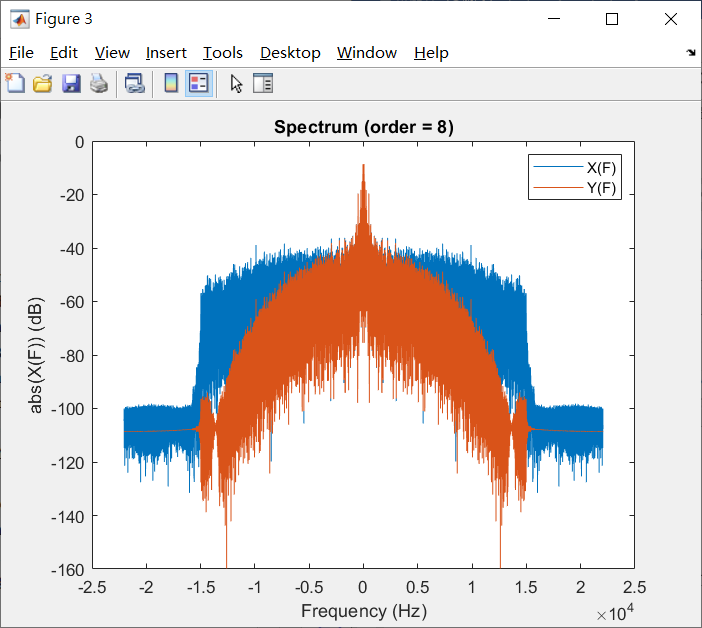 Figure 3
File Edit View Insert Tools Desktop Window Help
Spectrum (order = 8)
X(F)
Y(F)
abs(X(F)) (dB)
0
-20
-40
-60
-80
-100
-120
-140
-160
-2.5 -2 -1.5 -1 -0.5 0 0.5 1 1.5 2 2.5
Frequency (Hz)
×10⁴